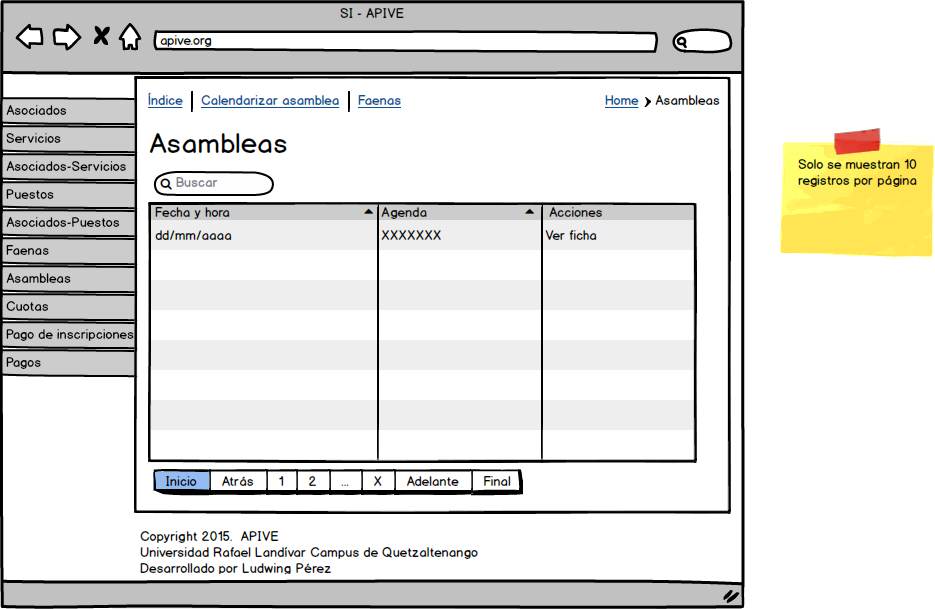 SI - APIVE
apive.org
Asociados
Servicios
Asociados-Servicios
Puestos
Asociados-Puestos
Faenas
Asambleas
Cuotas
Pago de inscripciones
Pagos
Índice | Calendarizar asamblea | Faenas
Home > Asambleas
Asambleas
Buscar
Fecha y hora Agenda Acciones
dd/mm/aaaa XXXXXXX Ver ficha
Inicio Atrás 1 2 ... X Adelante Final
Copyright 2015. APIVE
Universidad Rafael Landívar Campus de Quetzaltenango
Desarrollado por Ludwing Pérez
Solo se muestran 10
registros por página